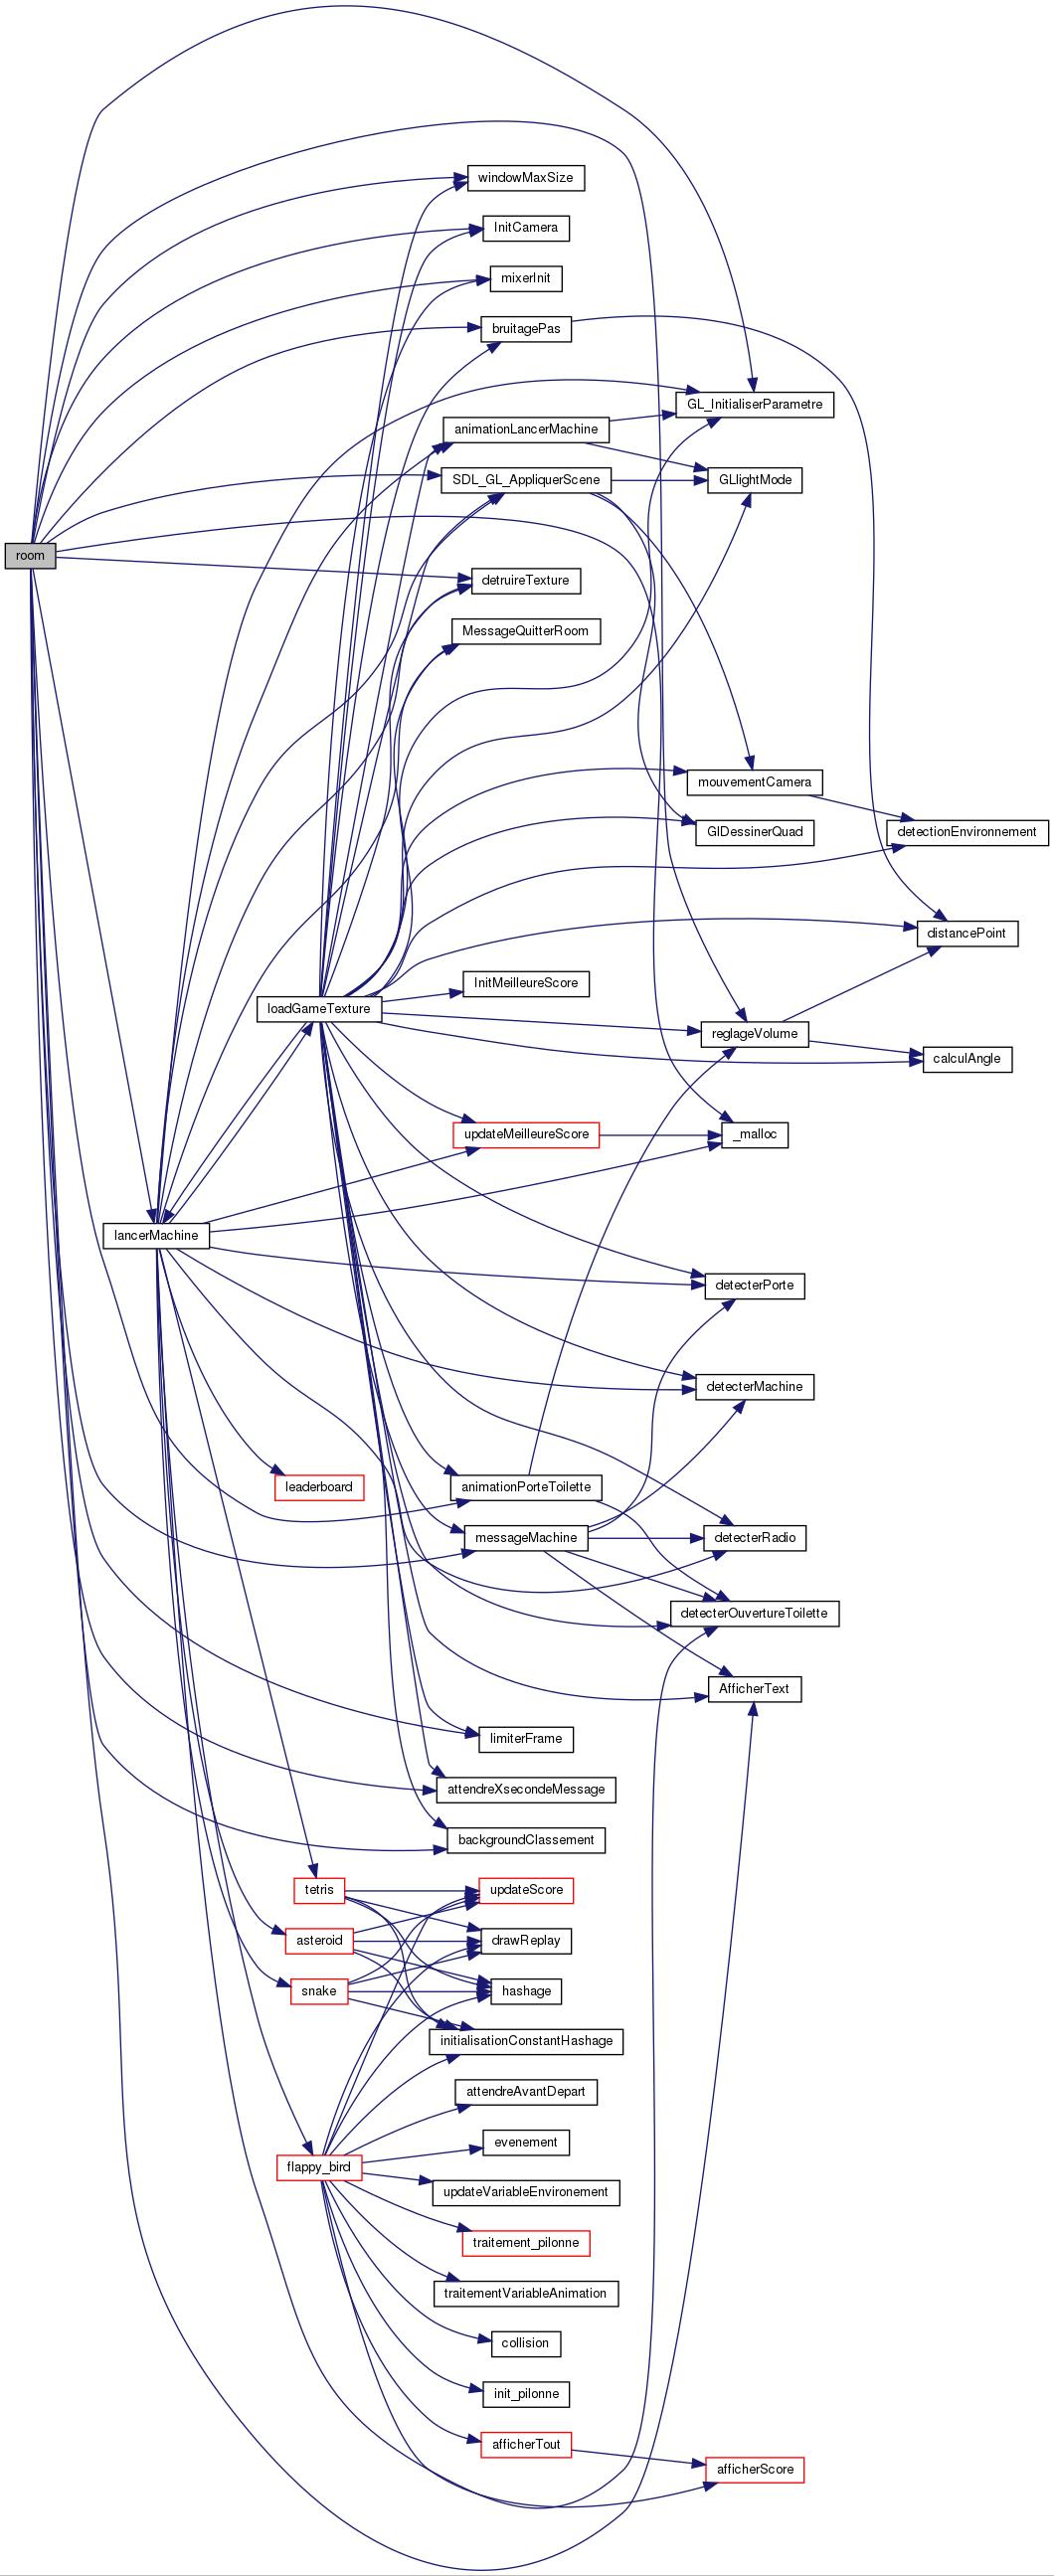 windowMaxSize
InitCamera
mixerInit
bruitagePas
GL_InitialiserParametre
animationLancerMachine
SDL_GL_AppliquerScene
GLlightMode
room
detruireTexture
MessageQuitterRoom
mouvementCamera
GlDessinerQuad
detectionEnvironnement
distancePoint
InitMeilleureScore
loadGameTexture
reglageVolume
calculAngle
updateMeilleureScore
_malloc
lancerMachine
detecterPorte
detecterMachine
leaderboard
animationPorteToilette
messageMachine
detecterRadio
detecterOuvertureToilette
AfficherText
limiterFrame
attendreXsecondeMessage
backgroundClassement
tetris
updateScore
asteroid
drawReplay
snake
hashage
initialisationConstantHashage
attendreAvantDepart
evenement
flappy_bird
updateVariableEnvironement
traitement_pilonne
traitementVariableAnimation
collision
init_pilonne
afficherTout
afficherScore